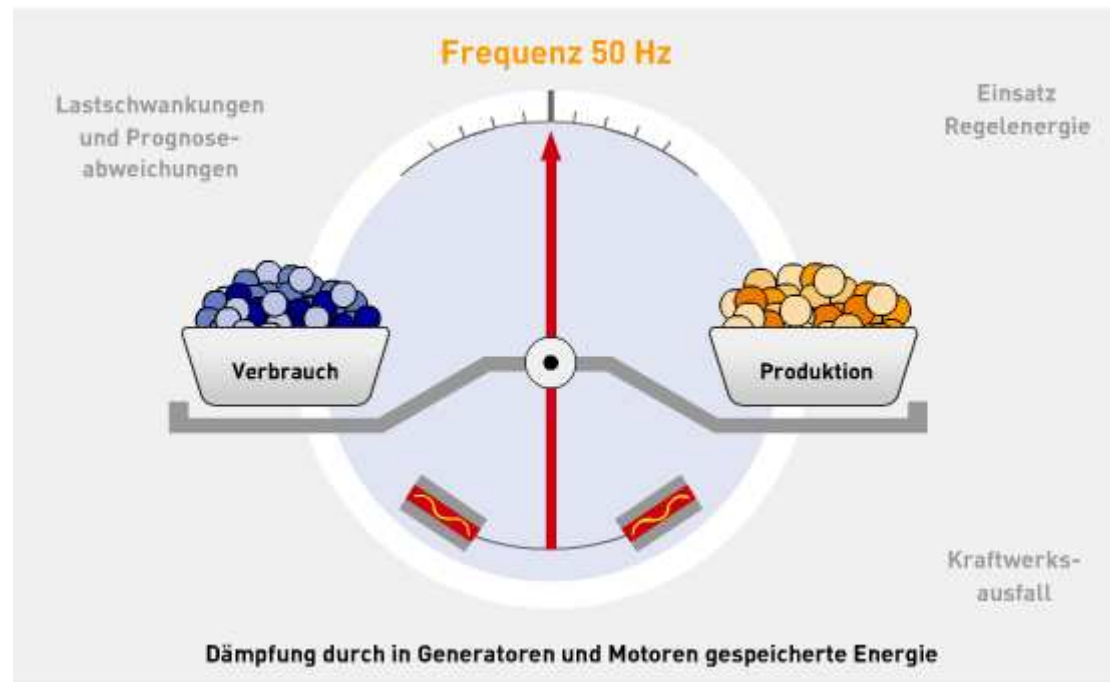 Frequenz 50 Hz
Lastschwankungen
und Prognose-
abweichungen
Einsatz
Regelenergie
Verbrauch
Produktion
Kraftwerks-
ausfall
Dämpfung durch in Generatoren und Motoren gespeicherte Energie